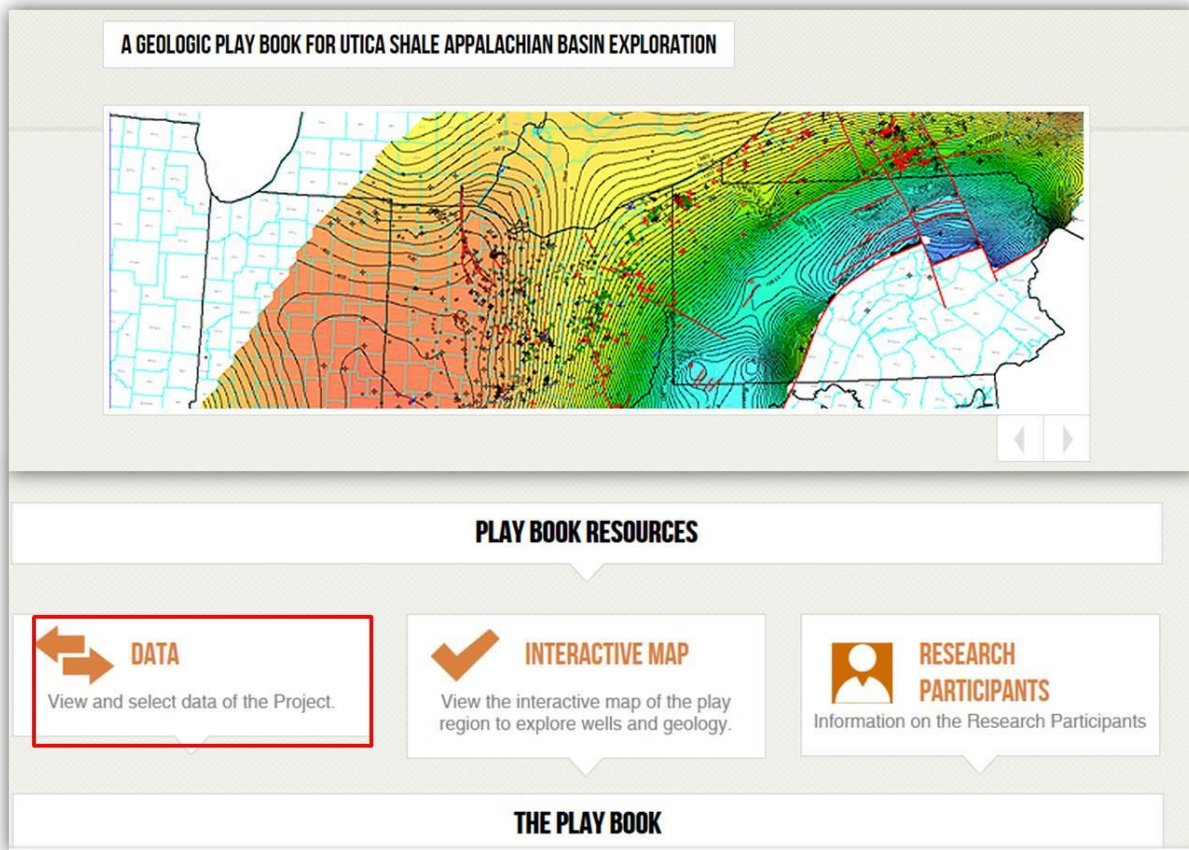 A GEOLOGIC PLAY BOOK FOR UTICA SHALE APPALACHIAN BASIN EXPLORATION
PLAY BOOK RESOURCES
DATA
View and select data of the Project.
INTERACTIVE MAP
View the interactive map of the play
region to explore wells and geology.
RESEARCH
PARTICIPANTS
Information on the Research Participants
THE PLAY BOOK